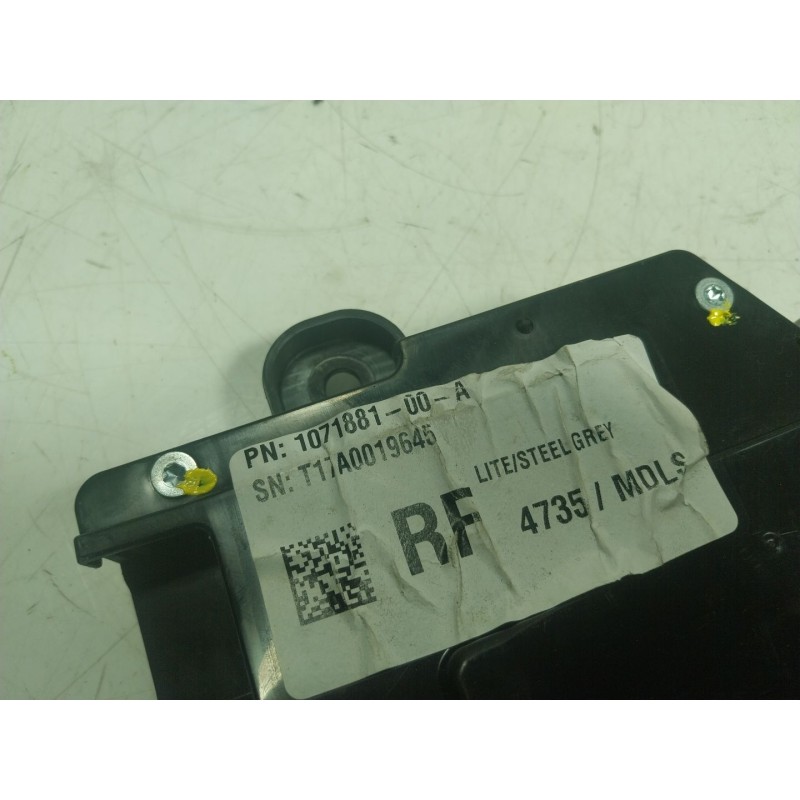 PN: 1071881-00-A
SN: T17A0019645
LITE/STEEL GREY
RF
4735 / MDLS